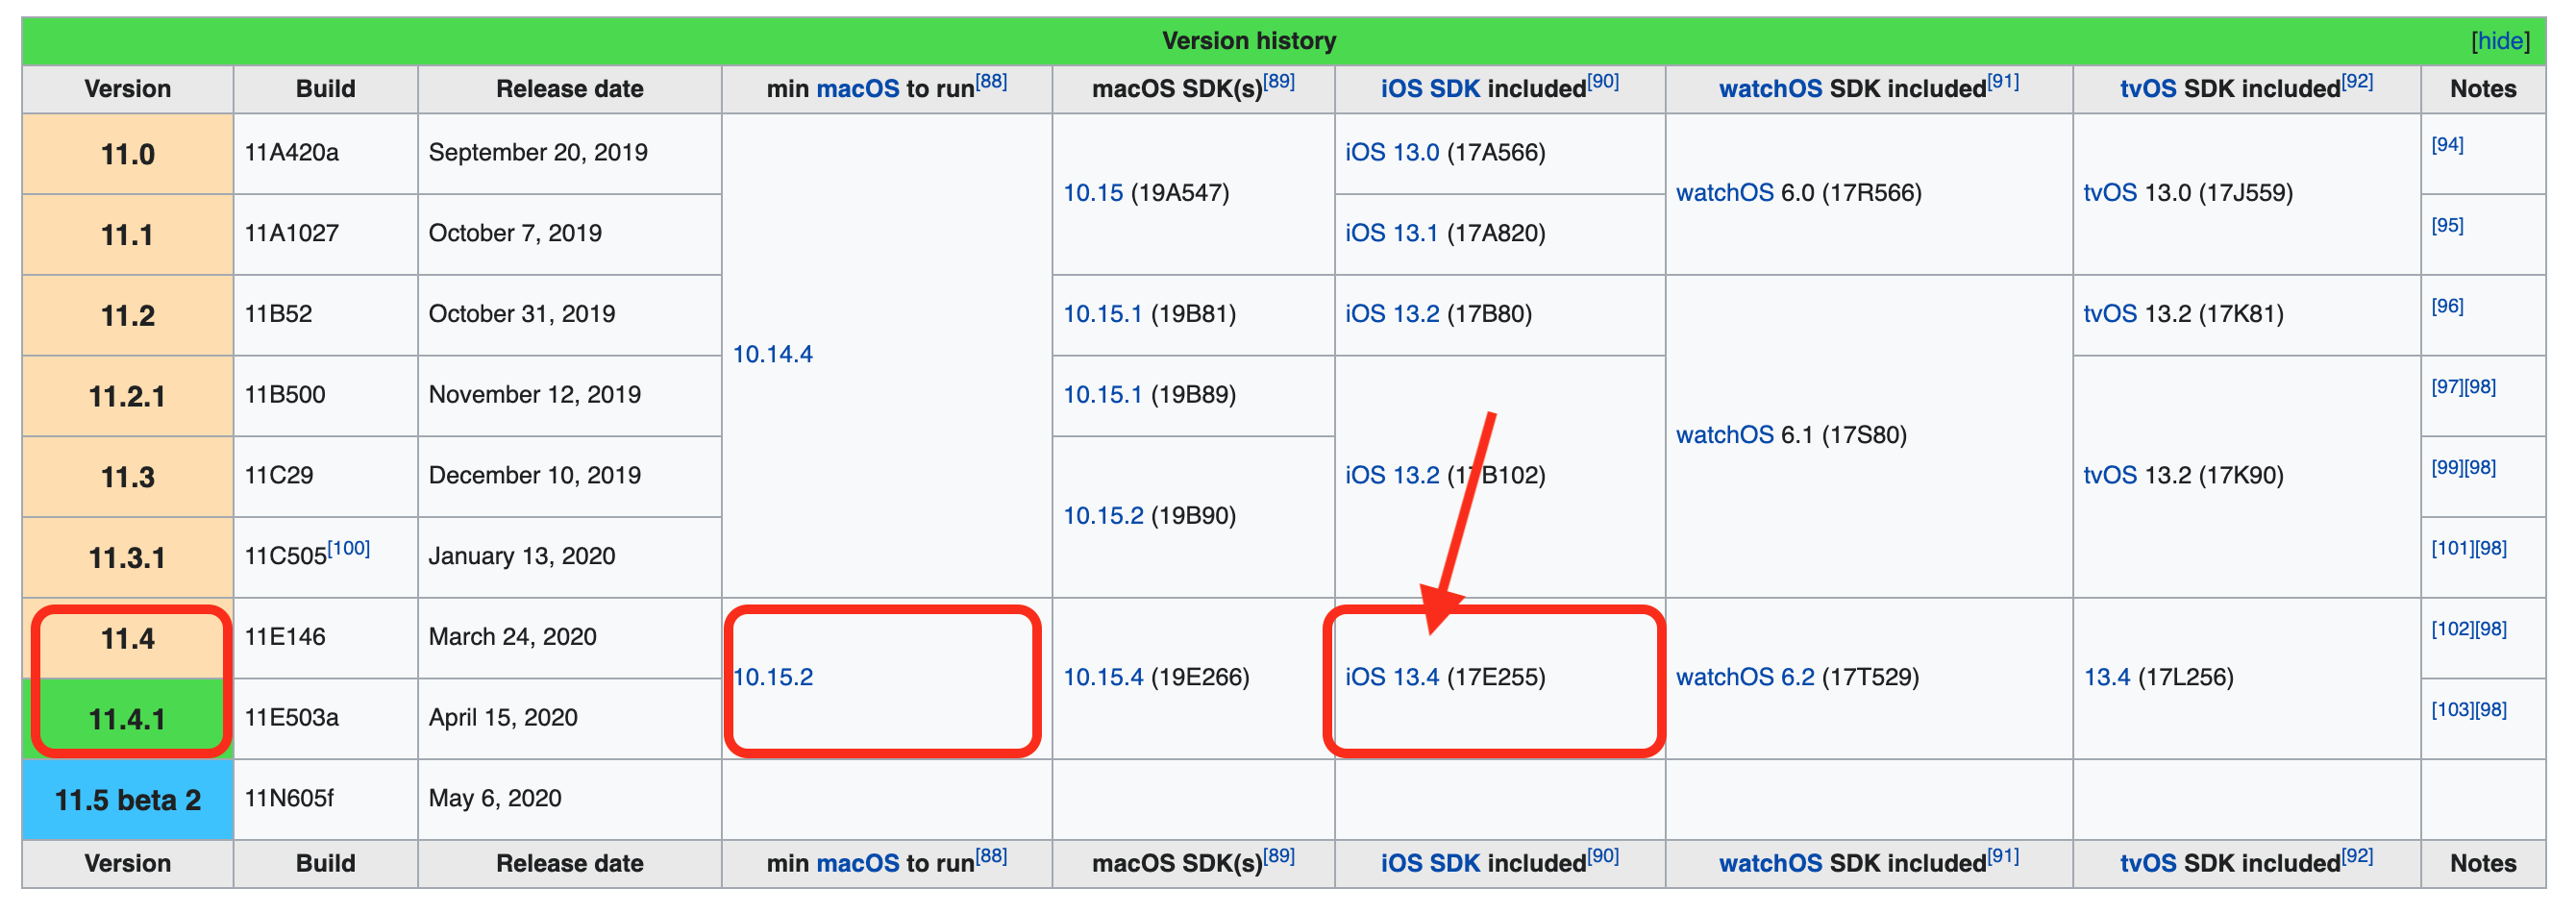 Version history [hide]
Version Build Release date min macOS to run[88] macOS SDK(s)[89] iOS SDK included[90] watchOS SDK included[91] tvOS SDK included[92] Notes
11.0 11A420a September 20, 2019 10.14.4 10.15 (19A547) iOS 13.0 (17A566) watchOS 6.0 (17R566) tvOS 13.0 (17J559) [94]
11.1 11A1027 October 7, 2019 iOS 13.1 (17A820) [95]
11.2 11B52 October 31, 2019 10.15.1 (19B81) iOS 13.2 (17B80) watchOS 6.1 (17S80) tvOS 13.2 (17K81) [96]
11.2.1 11B500 November 12, 2019 10.15.1 (19B89) iOS 13.2 (17B102) tvOS 13.2 (17K90) [97][98]
11.3 11C29 December 10, 2019 10.15.2 (19B90) [99][98]
11.3.1 11C505[100] January 13, 2020 [101][98]
11.4 11E146 March 24, 2020 10.15.2 10.15.4 (19E266) iOS 13.4 (17E255) watchOS 6.2 (17T529) 13.4 (17L256) [102][98]
11.4.1 11E503a April 15, 2020 [103][98]
11.5 beta 2 11N605f May 6, 2020
Version Build Release date min macOS to run[88] macOS SDK(s)[89] iOS SDK included[90] watchOS SDK included[91] tvOS SDK included[92] Notes